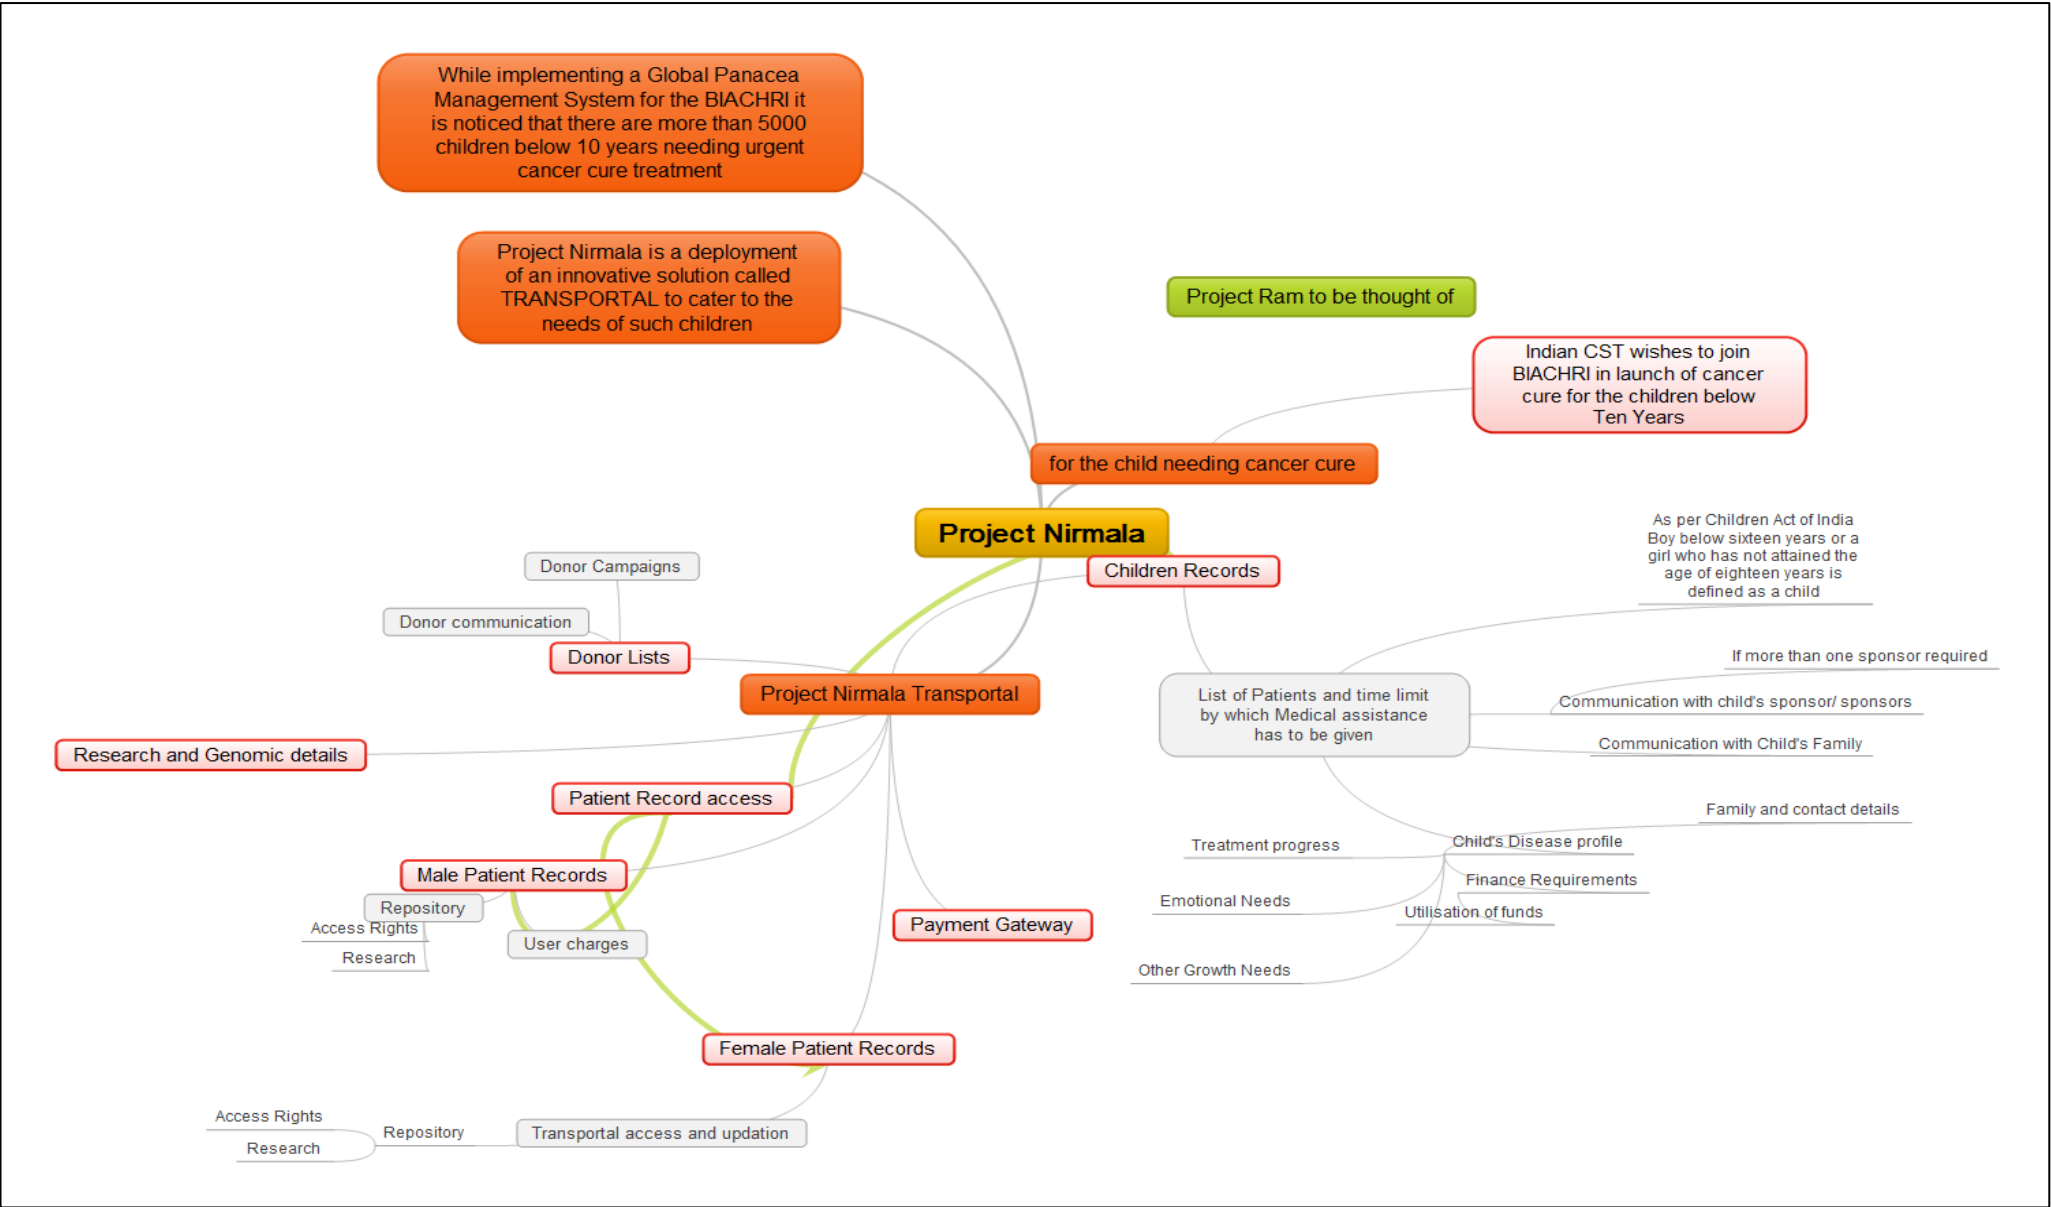 While implementing a Global Panacea
Management System for the BIACHRI it
is noticed that there are more than 5000
children below 10 years needing urgent
cancer cure treatment
Project Nirmala is a deployment
of an innovative solution called
TRANSPORTAL to cater to the
needs of such children
Project Ram to be thought of
Indian CST wishes to join
BIACHRI in launch of cancer
cure for the children below
Ten Years
for the child needing cancer cure
Project Nirmala
Children Records
As per Children Act of India
Boy below sixteen years or a
girl who has not attained the
age of eighteen years is
defined as a child
Donor Campaigns
Donor communication
Donor Lists
Project Nirmala Transportal
List of Patients and time limit
by which Medical assistance
has to be given
If more than one sponsor required
Communication with child's sponsor/ sponsors
Communication with Child's Family
Research and Genomic details
Patient Record access
Family and contact details
Child's Disease profile
Treatment progress
Finance Requirements
Emotional Needs
Utilisation of funds
Other Growth Needs
Male Patient Records
Repository
Access Rights
Research
User charges
Payment Gateway
Female Patient Records
Transportal access and updation
Repository
Access Rights
Research